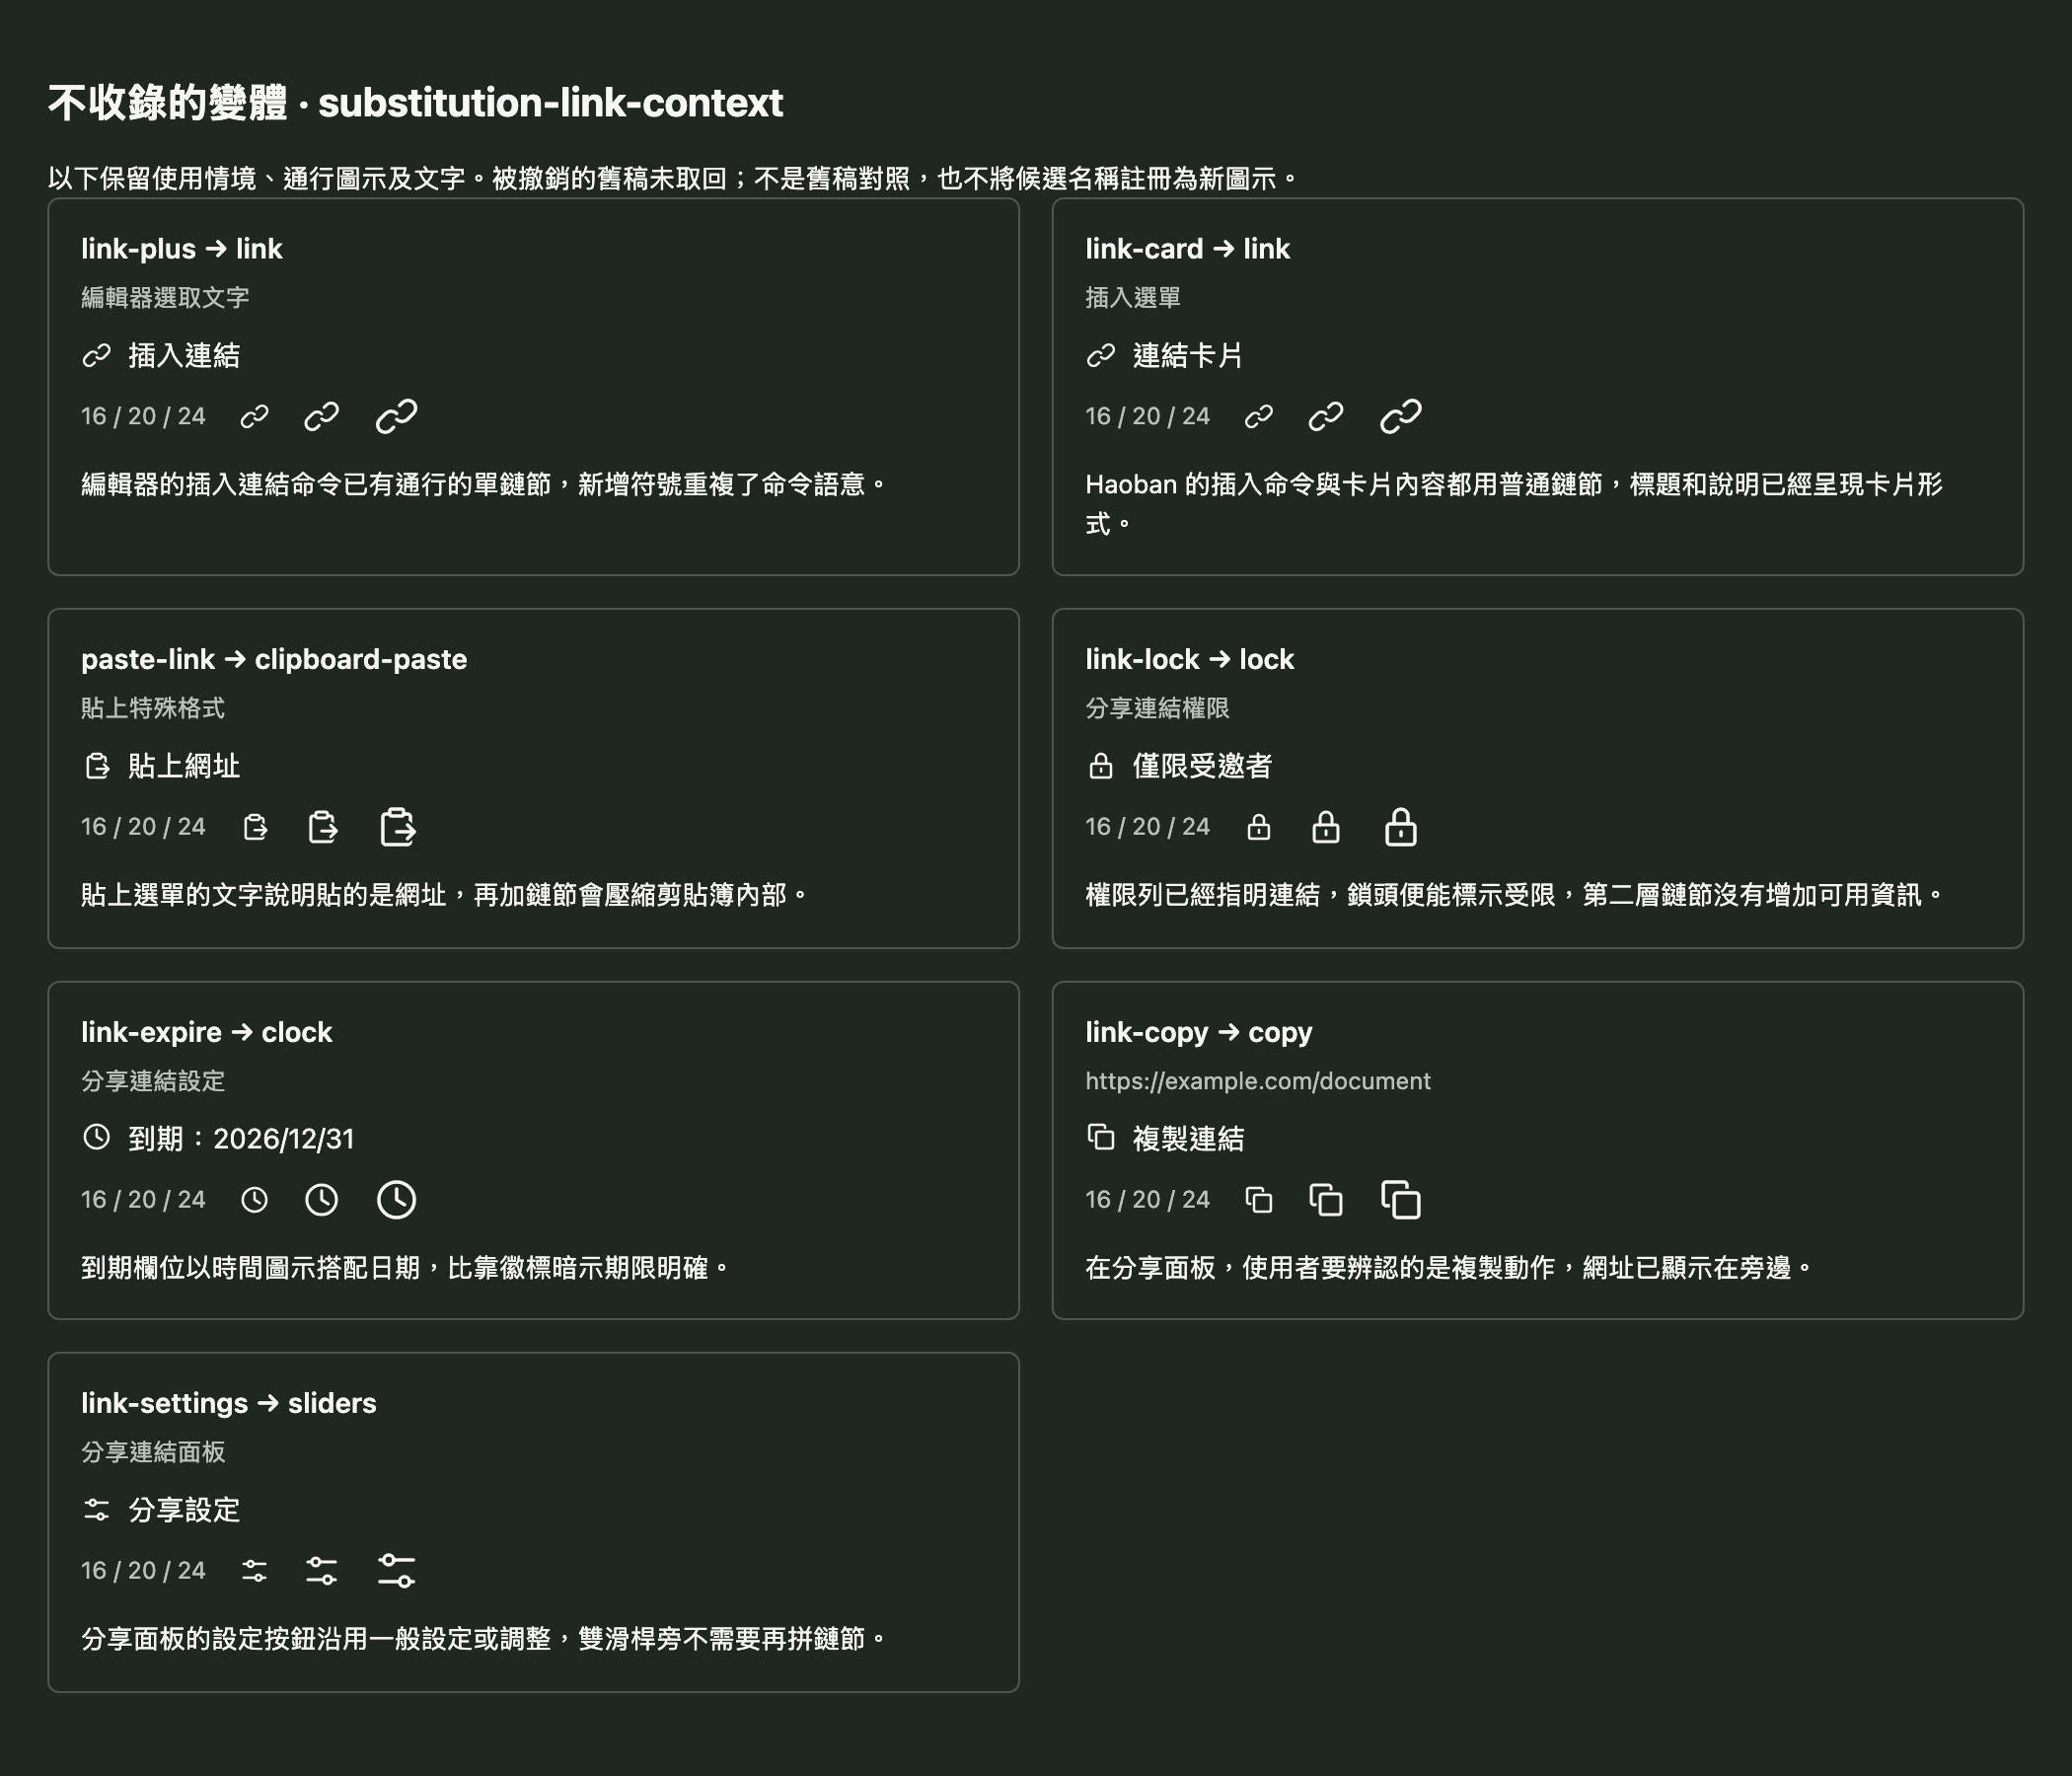 不收錄的變體 · substitution-link-context
以下保留使用情境、通行圖示及文字。被撤銷的舊稿未取回；不是舊稿對照，也不將候選名稱註冊為新圖示。
link-plus → link
編輯器選取文字
插入連結
16 / 20 / 24
編輯器的插入連結命令已有通行的單鏈節，新增符號重複了命令語意。
link-card → link
插入選單
連結卡片
16 / 20 / 24
Haoban 的插入命令與卡片內容都用普通鏈節，標題和說明已經呈現卡片形
式。
paste-link → clipboard-paste
貼上特殊格式
貼上網址
16 / 20 / 24
貼上選單的文字說明貼的是網址，再加鏈節會壓縮剪貼簿內部。
link-lock → lock
分享連結權限
僅限受邀者
16 / 20 / 24
權限列已經指明連結，鎖頭便能標示受限，第二層鏈節沒有增加可用資訊。
link-expire → clock
分享連結設定
到期：2026/12/31
16 / 20 / 24
到期欄位以時間圖示搭配日期，比靠徽標暗示期限明確。
link-copy → copy
https://example.com/document
複製連結
16 / 20 / 24
在分享面板，使用者要辨認的是複製動作，網址已顯示在旁邊。
link-settings → sliders
分享連結面板
分享設定
16 / 20 / 24
分享面板的設定按鈕沿用一般設定或調整，雙滑桿旁不需要再拼鏈節。